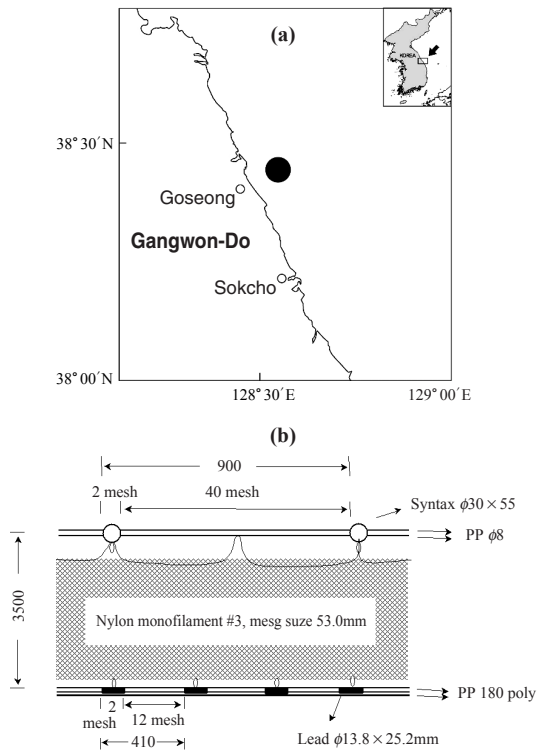 (a)
KOREA
38°30′N
Goseong
Gangwon-Do
Sokcho
38°00′N
128°30′E
129°00′E
(b)
900
2 mesh
40 mesh
Syntax ϕ30×55
PP ϕ8
3500
Nylon monofilament #3, mesg suze 53.0mm
PP 180 poly
2 mesh
12 mesh
Lead ϕ13.8×25.2mm
410